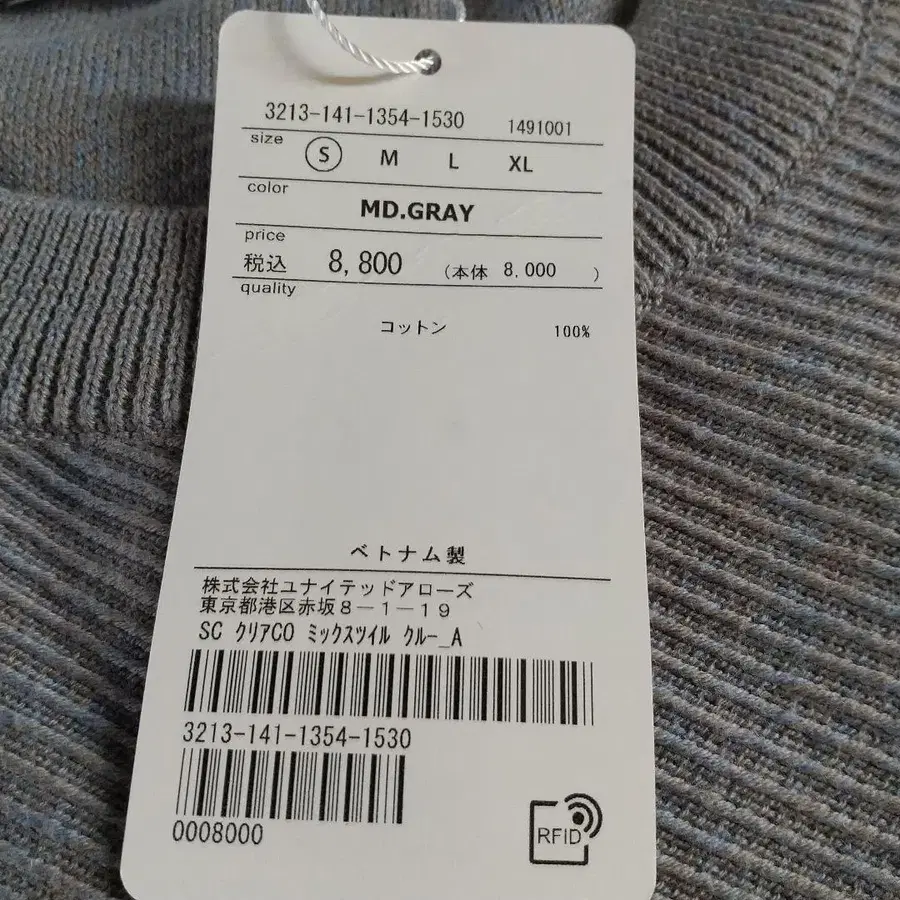 3213-141-1354-1530 1491001
size
S M L XL
color
MD.GRAY
price
税込 8,800 (本体 8,000 )
quality
コットン 100%
ベトナム製
株式会社ユナイテッドアローズ
東京都港区赤坂8-1-19
SC クリアCO ミックスツイル クルー_A
3213-141-1354-1530
0008000
RFID